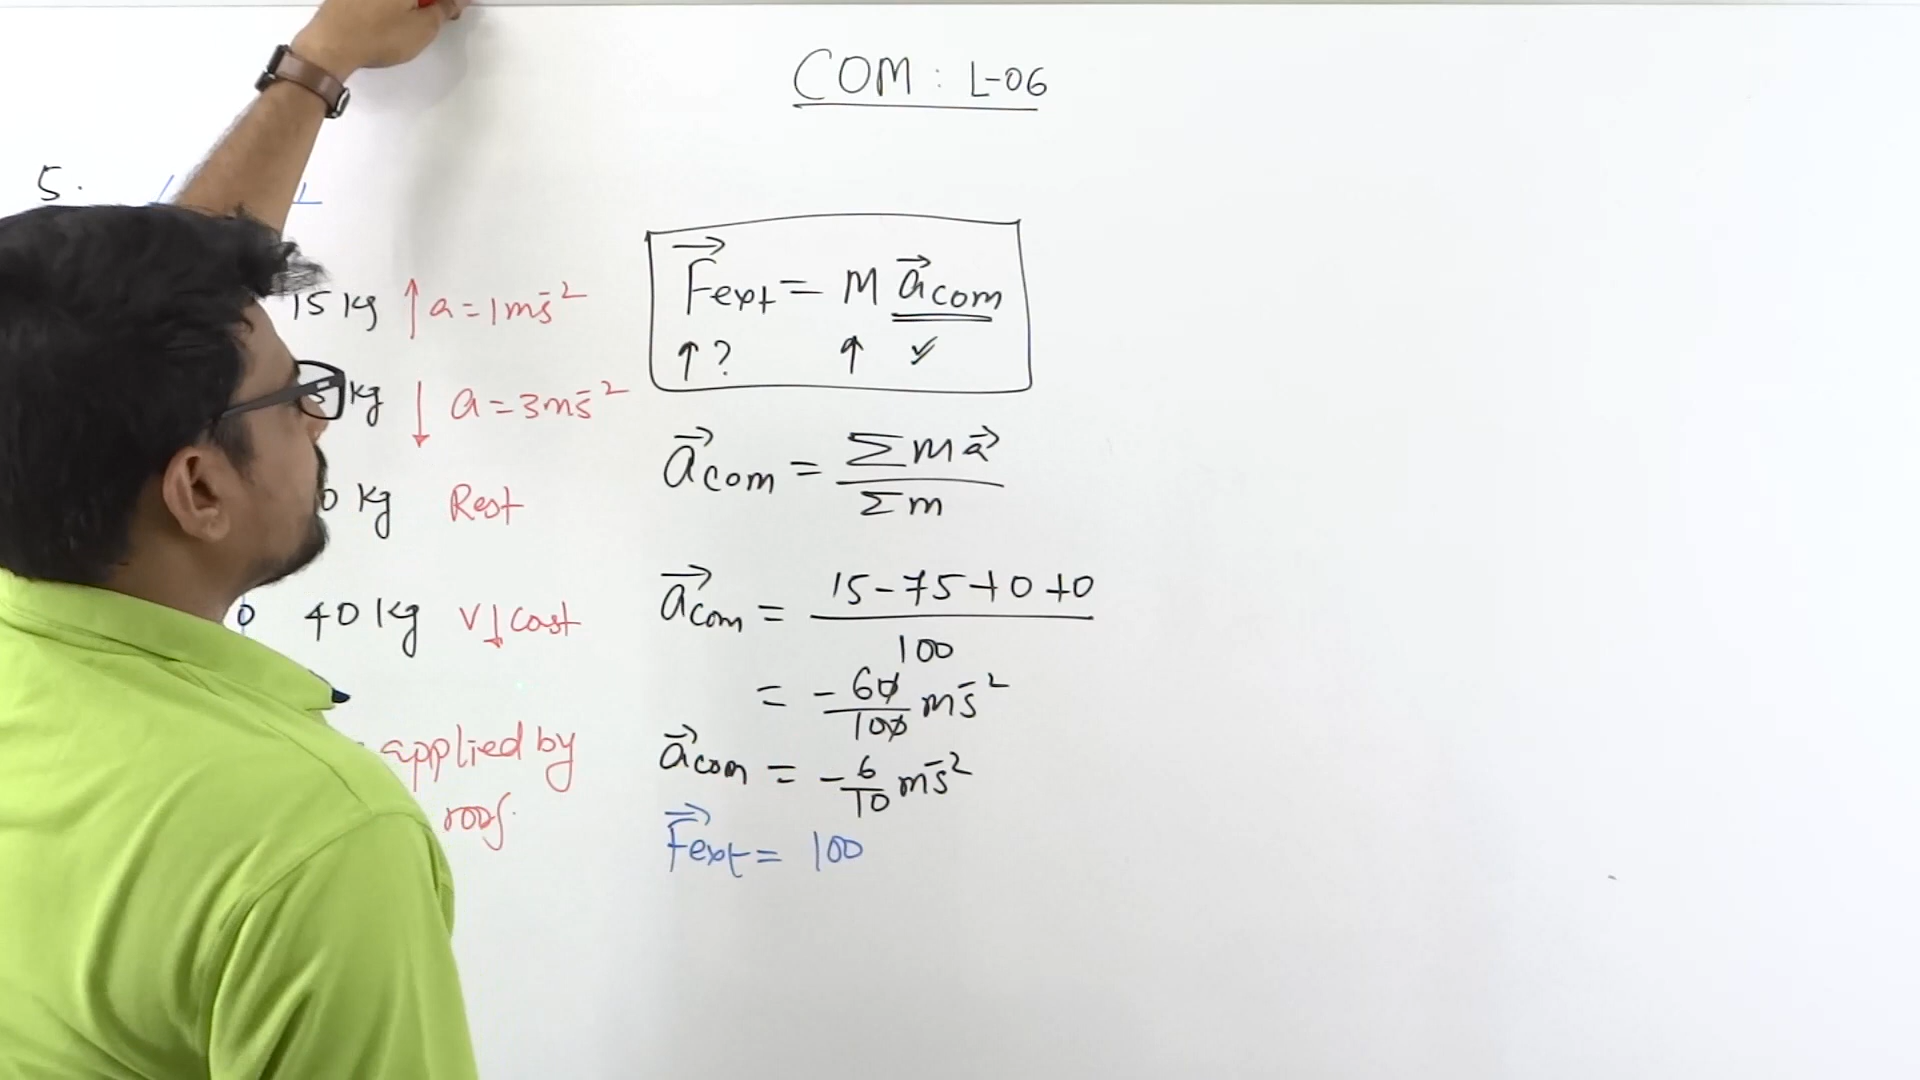 COM : L-06
5.
15 kg ↑ a = 1 ms⁻²
kg ↓ a = 3 ms⁻²
0 kg Rest
40 kg V↓ Cost
applied by
roof.
F⃗ext = M a⃗com
↑ ? ↑ ✓
a⃗com = Σ m a⃗ / Σ m
a⃗com = 15 - 75 + 0 + 0 / 100
= - 60/100 ms⁻²
a⃗com = - 6/10 ms⁻²
F⃗ext = 100